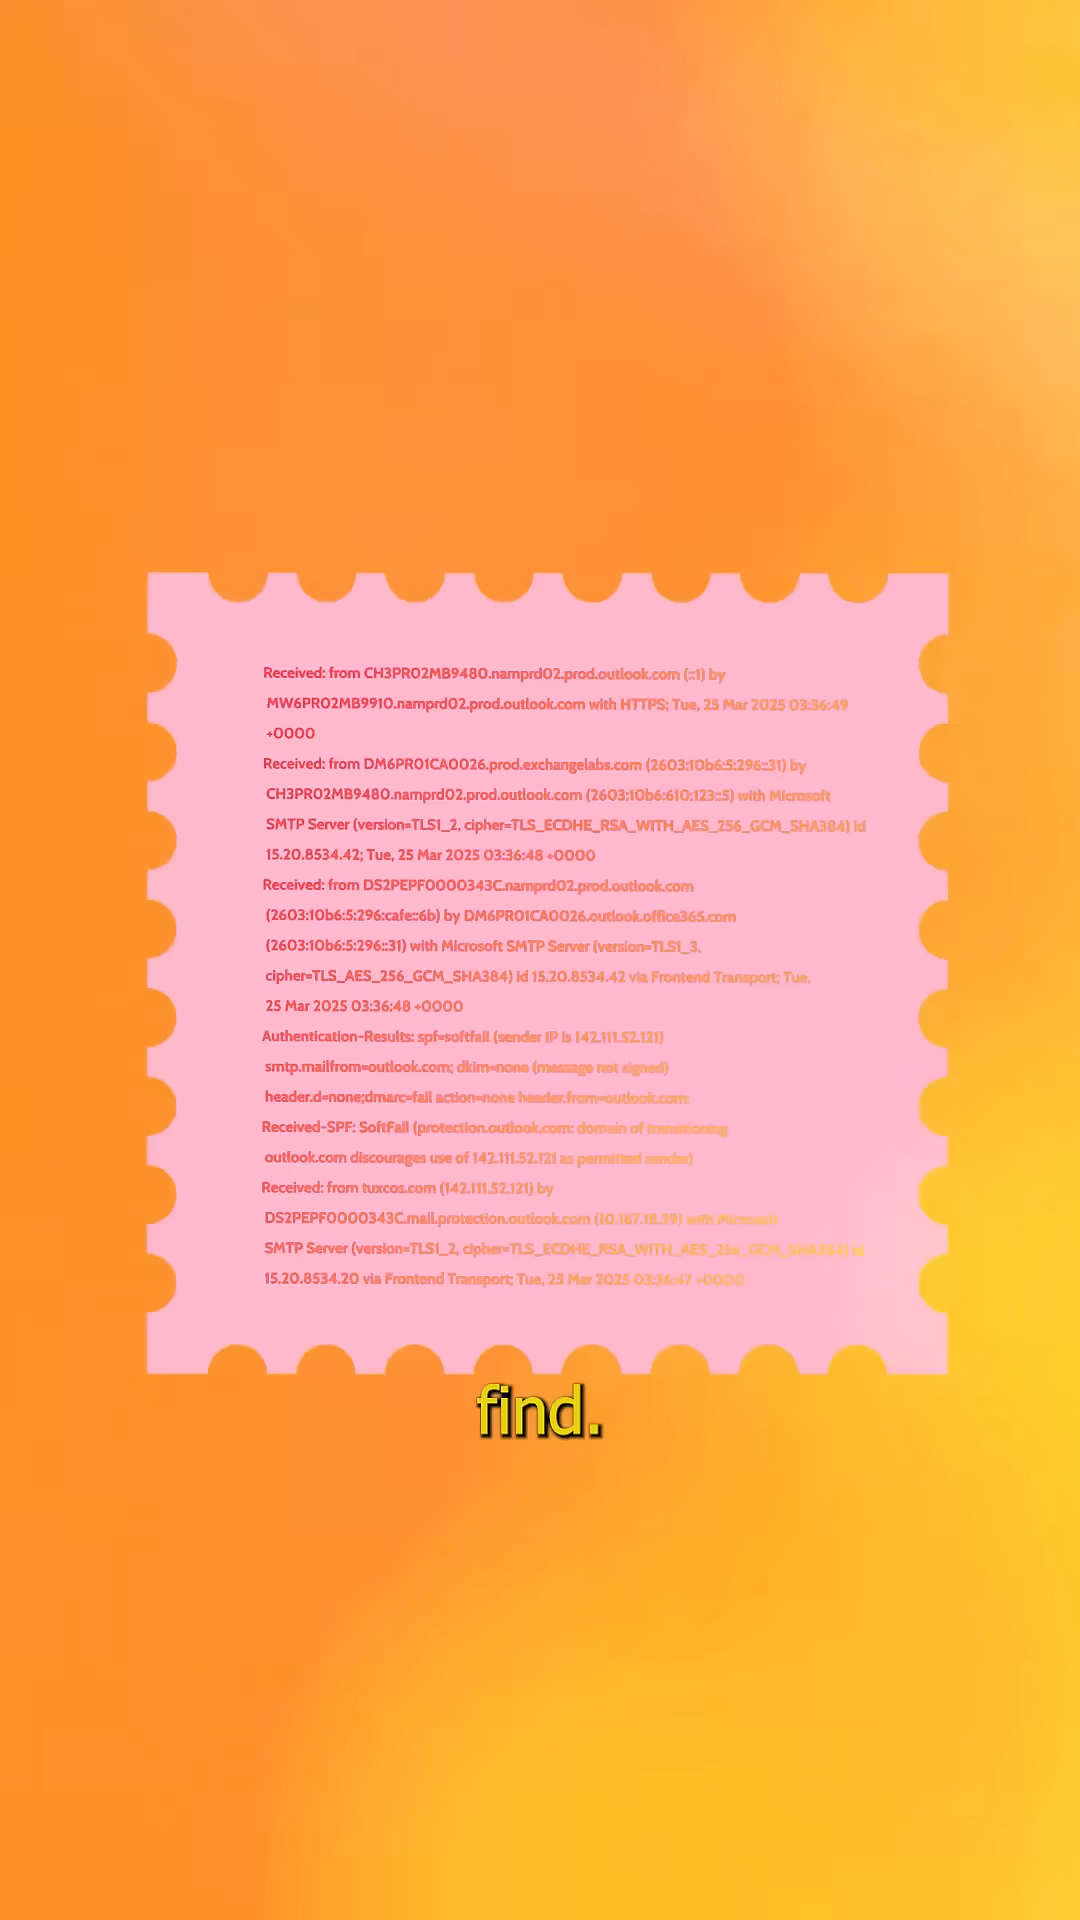 Received: from CH3PR02MB9480.namprd02.prod.outlook.com (::1) by
MW6PR02MB9910.namprd02.prod.outlook.com with HTTPS; Tue, 25 Mar 2025 03:36:49
+0000
Received: from DM6PR01CA0026.prod.exchangelabs.com (2603:10b6:5:296::31) by
CH3PR02MB9480.namprd02.prod.outlook.com (2603:10b6:610:123::5) with Microsoft
SMTP Server (version=TLS1_2, cipher=TLS_ECDHE_RSA_WITH_AES_256_GCM_SHA384) id
15.20.8534.42; Tue, 25 Mar 2025 03:36:48 +0000
Received: from DS2PEPF0000343C.namprd02.prod.outlook.com
(2603:10b6:5:296:cafe::6b) by DM6PR01CA0026.outlook.office365.com
(2603:10b6:5:296::31) with Microsoft SMTP Server (version=TLS1_3,
cipher=TLS_AES_256_GCM_SHA384) id 15.20.8534.42 via Frontend Transport; Tue,
25 Mar 2025 03:36:48 +0000
Authentication-Results: spf=softfail (sender IP is 142.111.52.121)
smtp.mailfrom=outlook.com; dkim=none (message not signed)
header.d=none;dmarc=fail action=none header.from=outlook.com;
Received-SPF: SoftFail (protection.outlook.com: domain of transitioning
outlook.com discourages use of 142.111.52.121 as permitted sender)
Received: from tuxcos.com (142.111.52.121) by
DS2PEPF0000343C.mail.protection.outlook.com (10.167.18.39) with Microsoft
SMTP Server (version=TLS1_2, cipher=TLS_ECDHE_RSA_WITH_AES_256_GCM_SHA384) id
15.20.8534.20 via Frontend Transport; Tue, 25 Mar 2025 03:36:47 +0000
find.